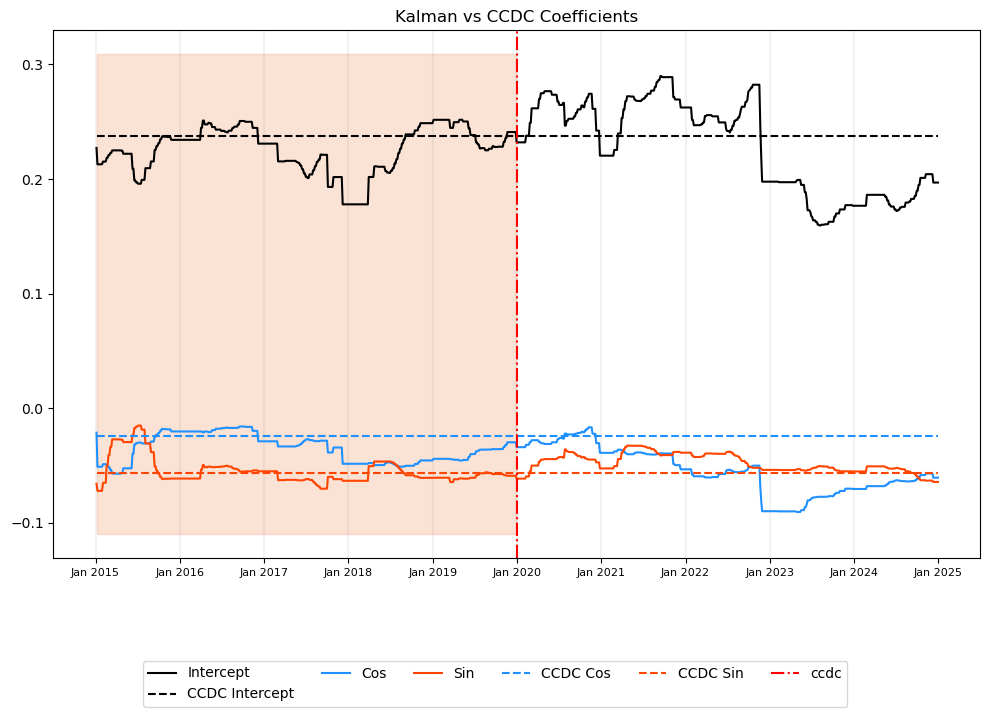 Kalman vs CCDC Coefficients
0.3
0.2
0.1
0.0
−0.1
Jan 2015 Jan 2016 Jan 2017 Jan 2018 Jan 2019 Jan 2020 Jan 2021 Jan 2022 Jan 2023 Jan 2024 Jan 2025
Intercept Cos Sin CCDC Cos CCDC Sin ccdc
CCDC Intercept